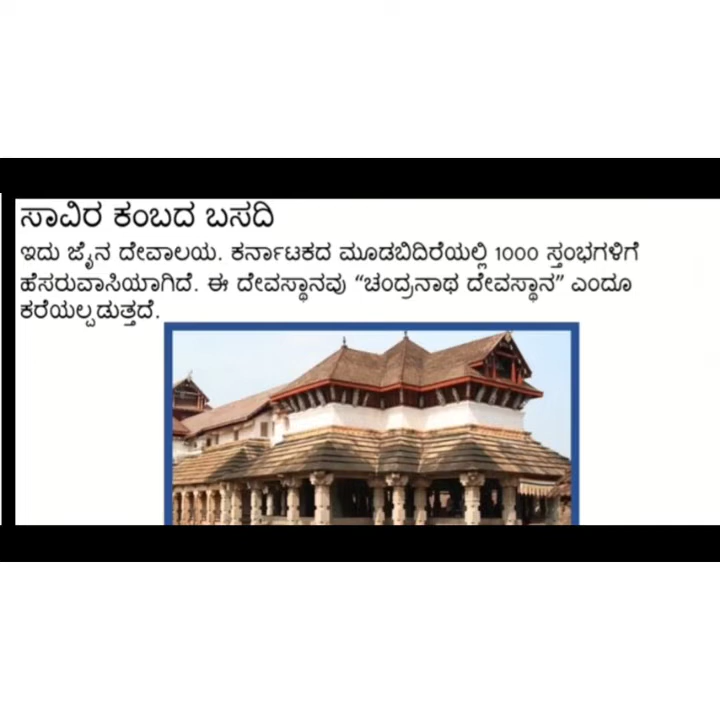 ಸಾವಿರ ಕಂಬದ ಬಸದಿ
ಇದು ಜೈನ ದೇವಾಲಯ. ಕರ್ನಾಟಕದ ಮೂಡಬಿದಿರೆಯಲ್ಲಿ 1000 ಸ್ತಂಭಗಳಿಗೆ
ಹೆಸರುವಾಸಿಯಾಗಿದೆ. ಈ ದೇವಸ್ಥಾನವು “ಚಂದ್ರನಾಥ ದೇವಸ್ಥಾನ” ಎಂದೂ
ಕರೆಯಲ್ಪಡುತ್ತದೆ.